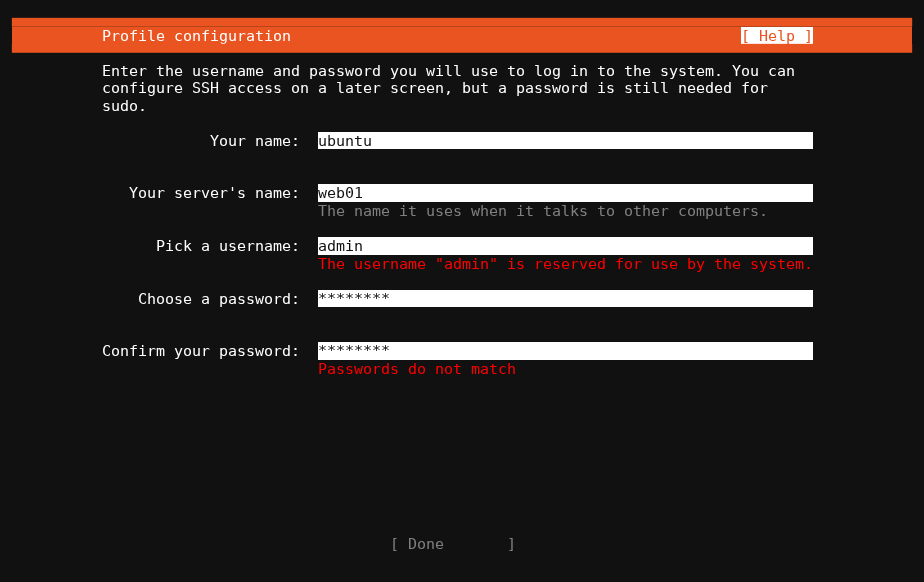 Profile configuration [ Help ]
Enter the username and password you will use to log in to the system. You can
configure SSH access on a later screen, but a password is still needed for
sudo.
Your name: ubuntu
Your server's name: web01
The name it uses when it talks to other computers.
Pick a username: admin
The username "admin" is reserved for use by the system.
Choose a password: ********
Confirm your password: ********
Passwords do not match
[ Done ]